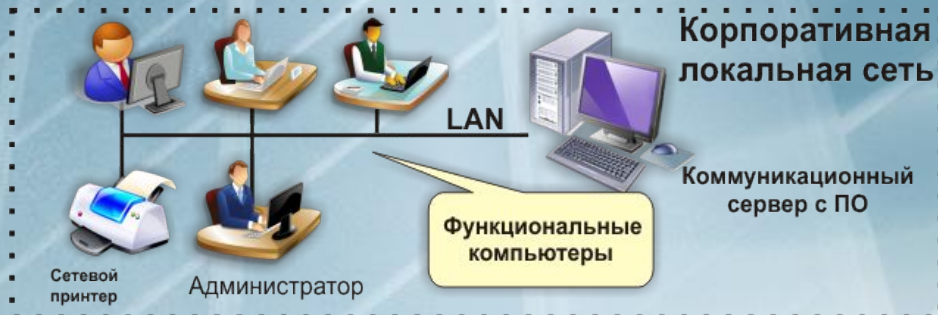 Корпоративная
локальная сеть
LAN
Коммуникационный
сервер с ПО
Функциональные
компьютеры
Сетевой
принтер
Администратор